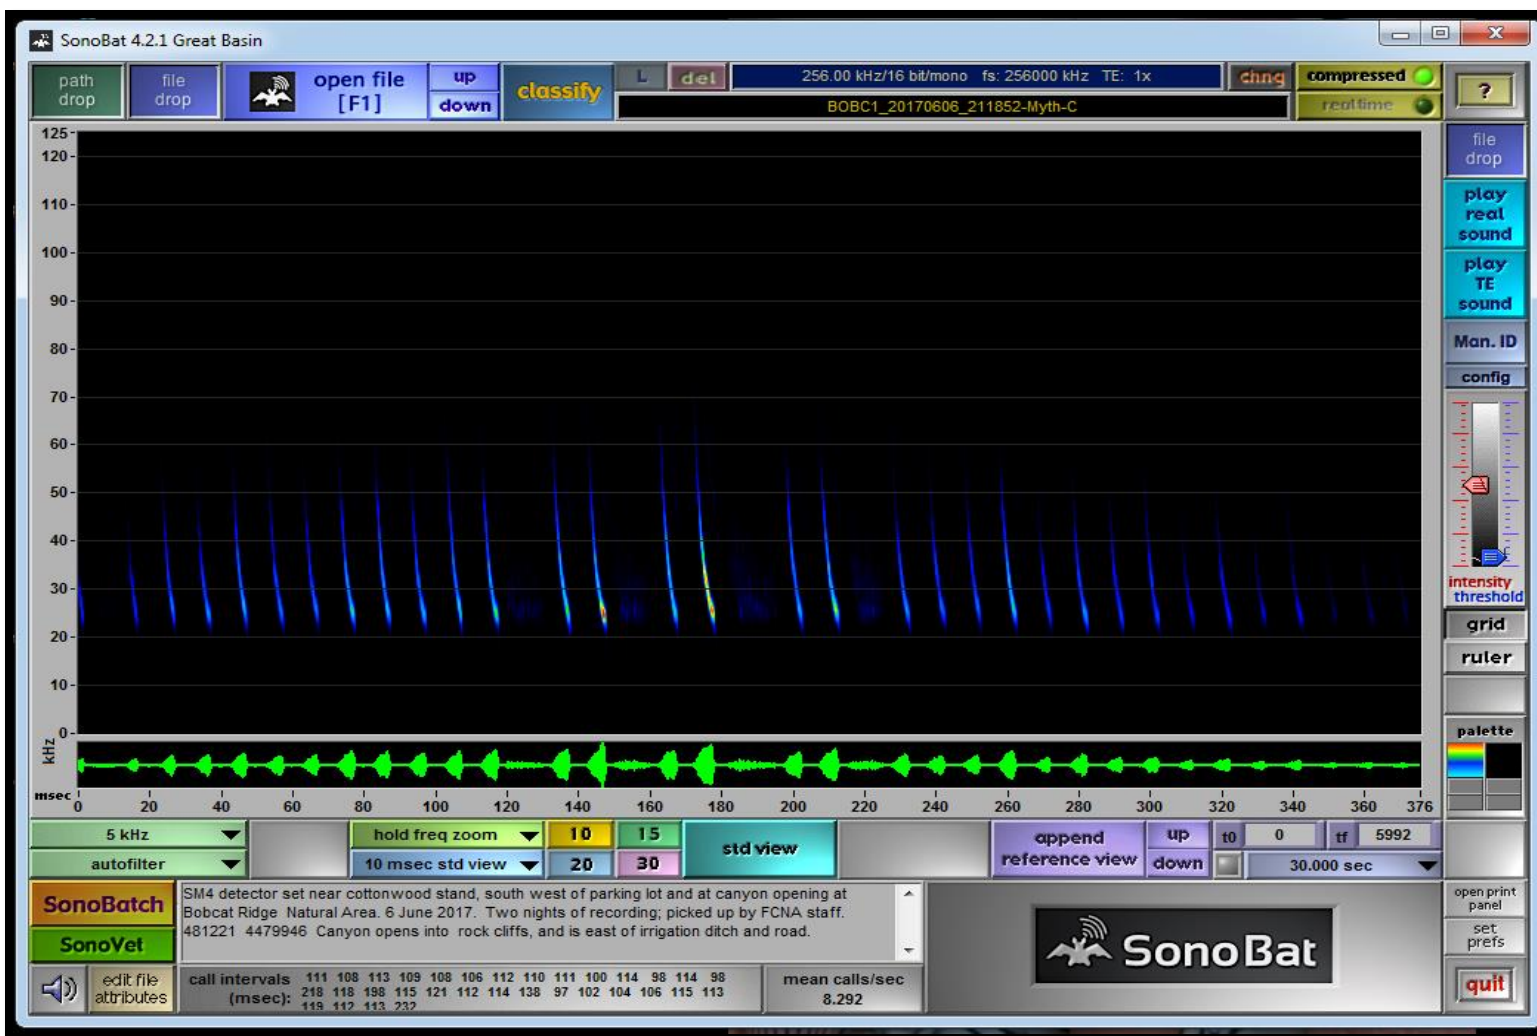 SonoBat 4.2.1 Great Basin
path drop
file drop
open file [F1]
up
down
classify
L
del
256.00 kHz/16 bit/mono fs: 256000 kHz TE: 1x
chng
compressed
BOBC1_20170606_211852-Myth-C
realtime
?
125
120
110
100
90
80
70
60
50
40
30
20
10
0
kHz
file drop
play real sound
play TE sound
Man. ID
config
intensity
threshold
grid
ruler
palette
msec 0 20 40 60 80 100 120 140 160 180 200 220 240 260 280 300 320 340 360 376
5 kHz
autofilter
hold freq zoom
10 msec std view
10
15
20
30
std view
append reference view
up
down
t0 0 tf 5992
30.000 sec
SonoBatch
SonoVet
SM4 detector set near cottonwood stand, south west of parking lot and at canyon opening at
Bobcat Ridge Natural Area. 6 June 2017. Two nights of recording; picked up by FCNA staff.
481221 4479946 Canyon opens into rock cliffs, and is east of irrigation ditch and road.
SonoBat
open print panel
set prefs
quit
edit file attributes
call intervals (msec):
111 108 113 109 108 106 112 110 111 100 114 98 114 98
218 118 198 115 121 112 114 138 97 102 104 106 115 113
119 112 113 232
mean calls/sec
8.292